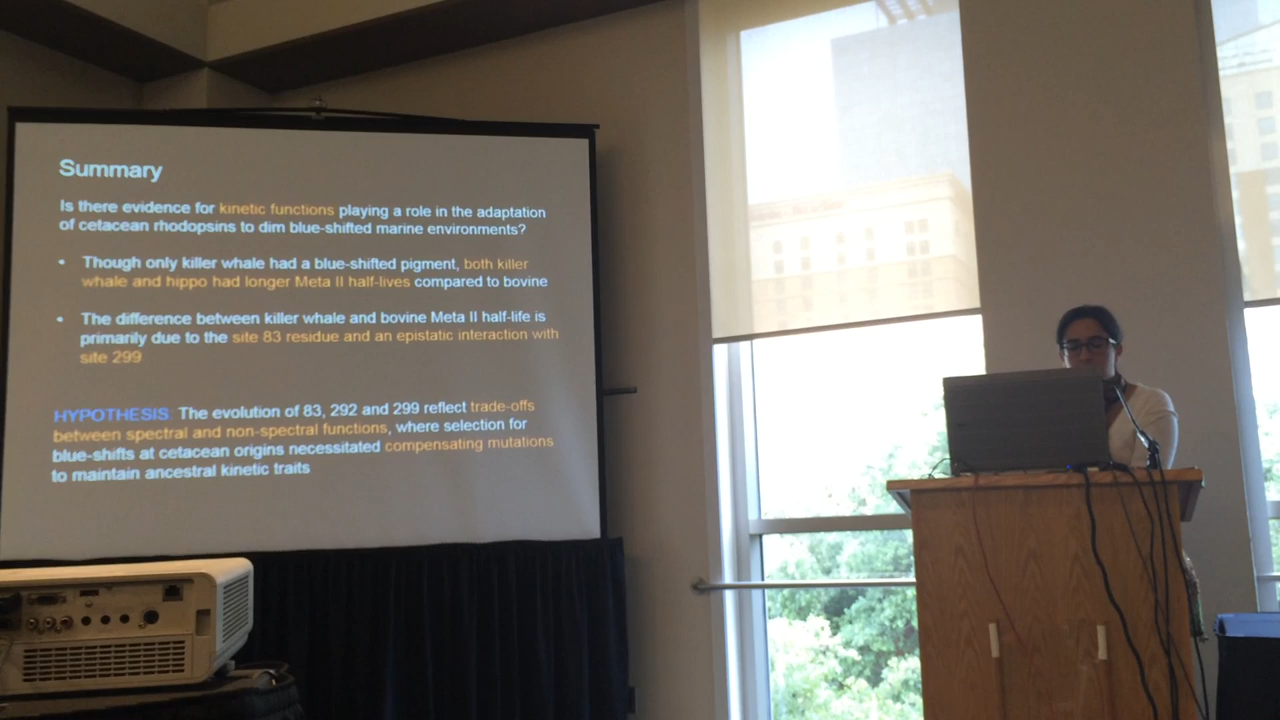 Summary
Is there evidence for kinetic functions playing a role in the adaptation
of cetacean rhodopsins to dim blue-shifted marine environments?
• Though only killer whale had a blue-shifted pigment, both killer
whale and hippo had longer Meta II half-lives compared to bovine
• The difference between killer whale and bovine Meta II half-life is
primarily due to the site 83 residue and an epistatic interaction with
site 299
HYPOTHESIS: The evolution of 83, 292 and 299 reflect trade-offs
between spectral and non-spectral functions, where selection for
blue-shifts at cetacean origins necessitated compensating mutations
to maintain ancestral kinetic traits